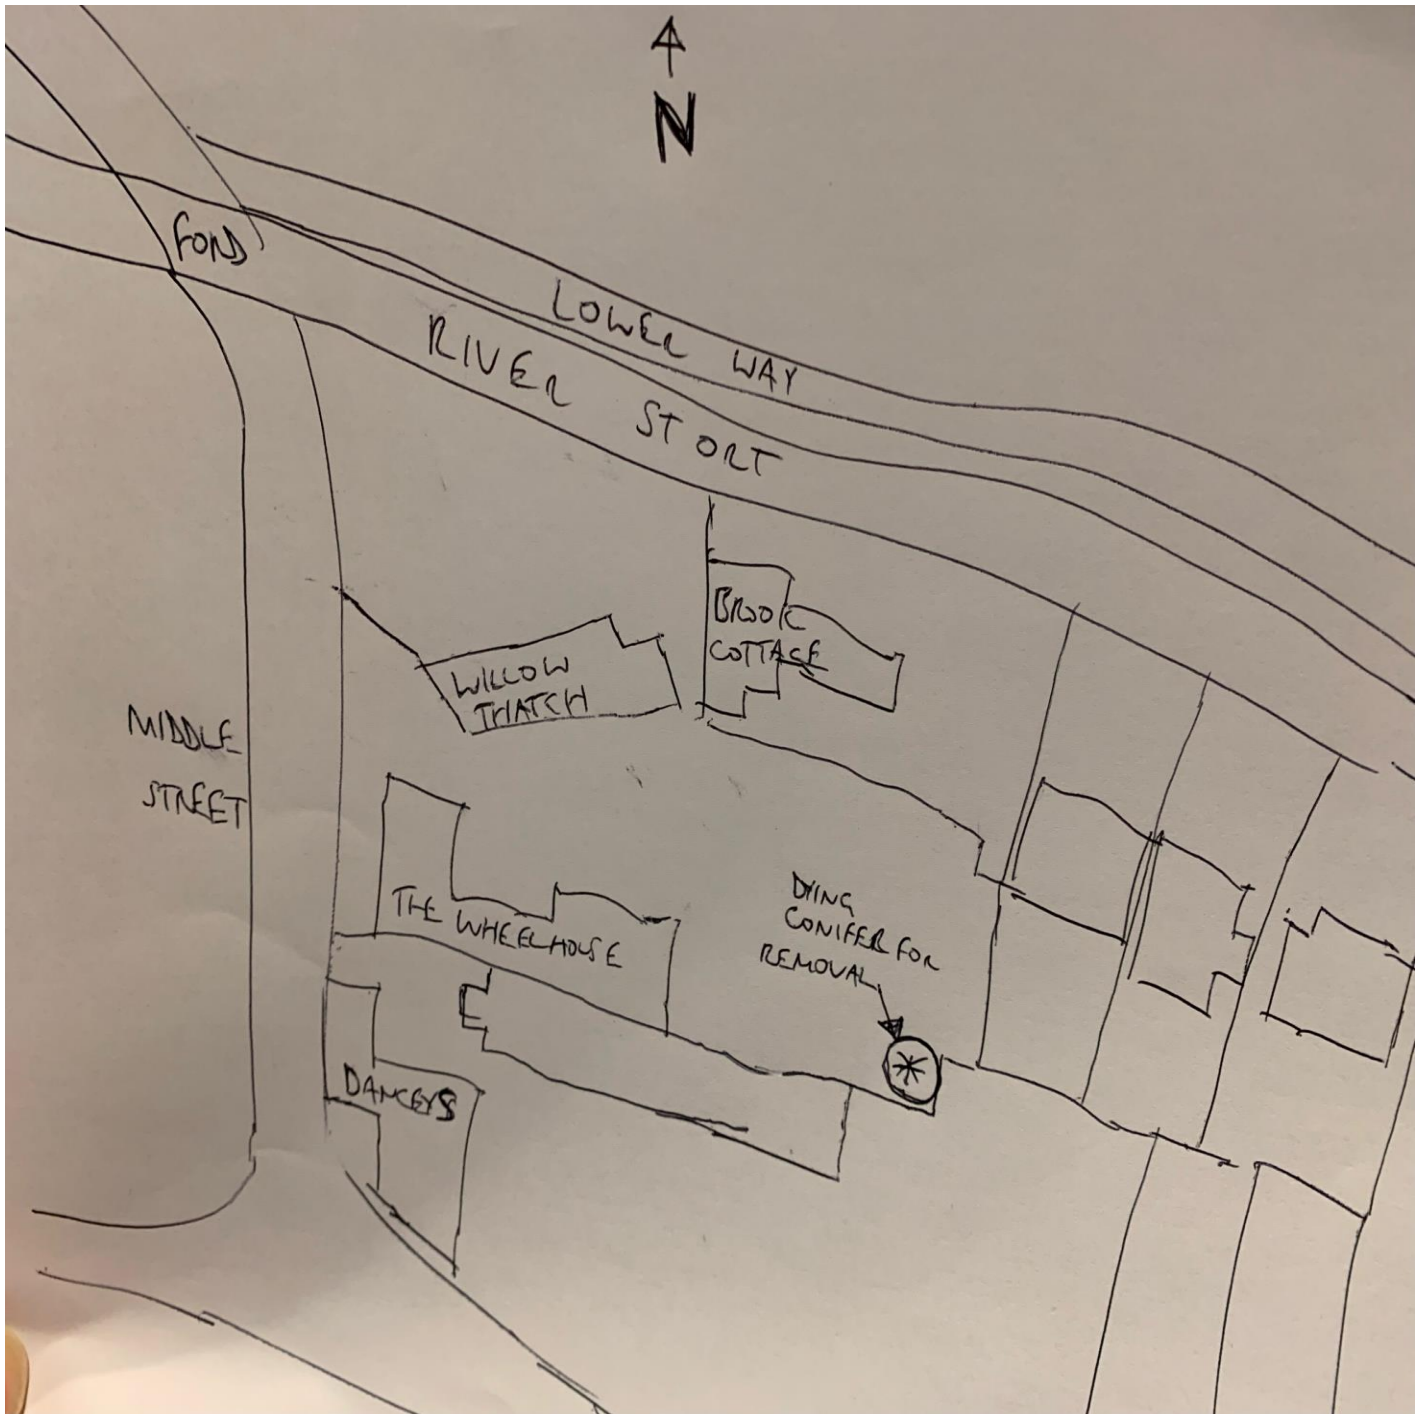 N
FORD
LOWER WAY
RIVER STORT
BROOK
COTTAGE
WILLOW
THATCH
MIDDLE
STREET
DYING
CONIFER FOR
REMOVAL
THE WHEELHOUSE
DANCEYS